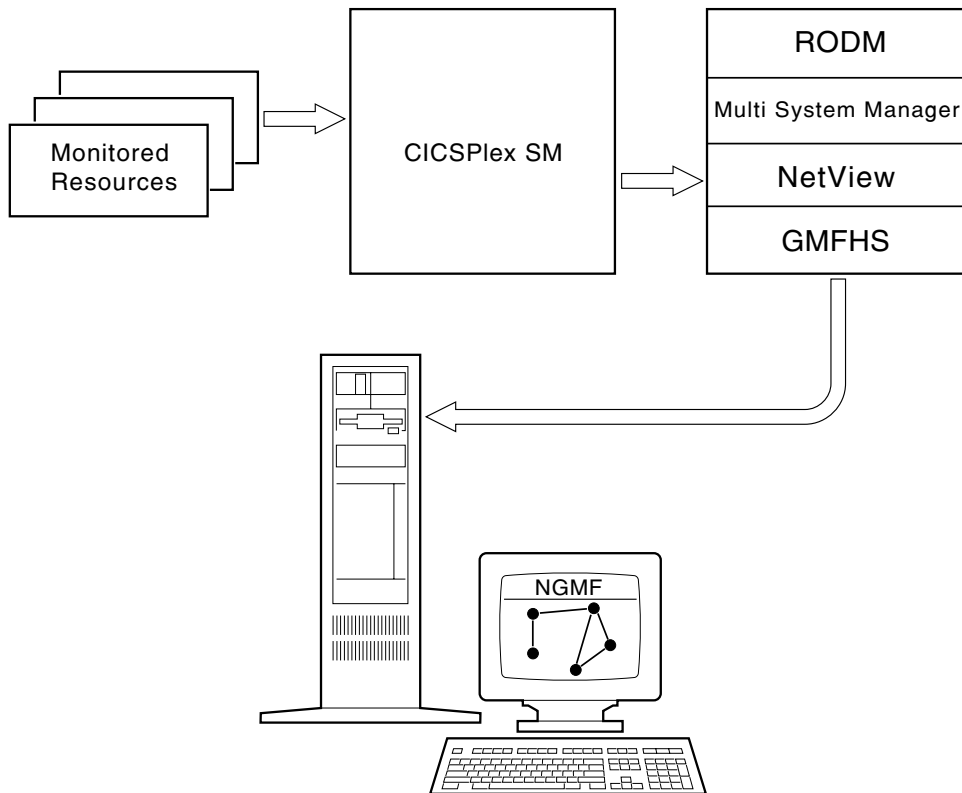 Monitored
Resources
CICSPlex SM
RODM
Multi System Manager
NetView
GMFHS
NGMF